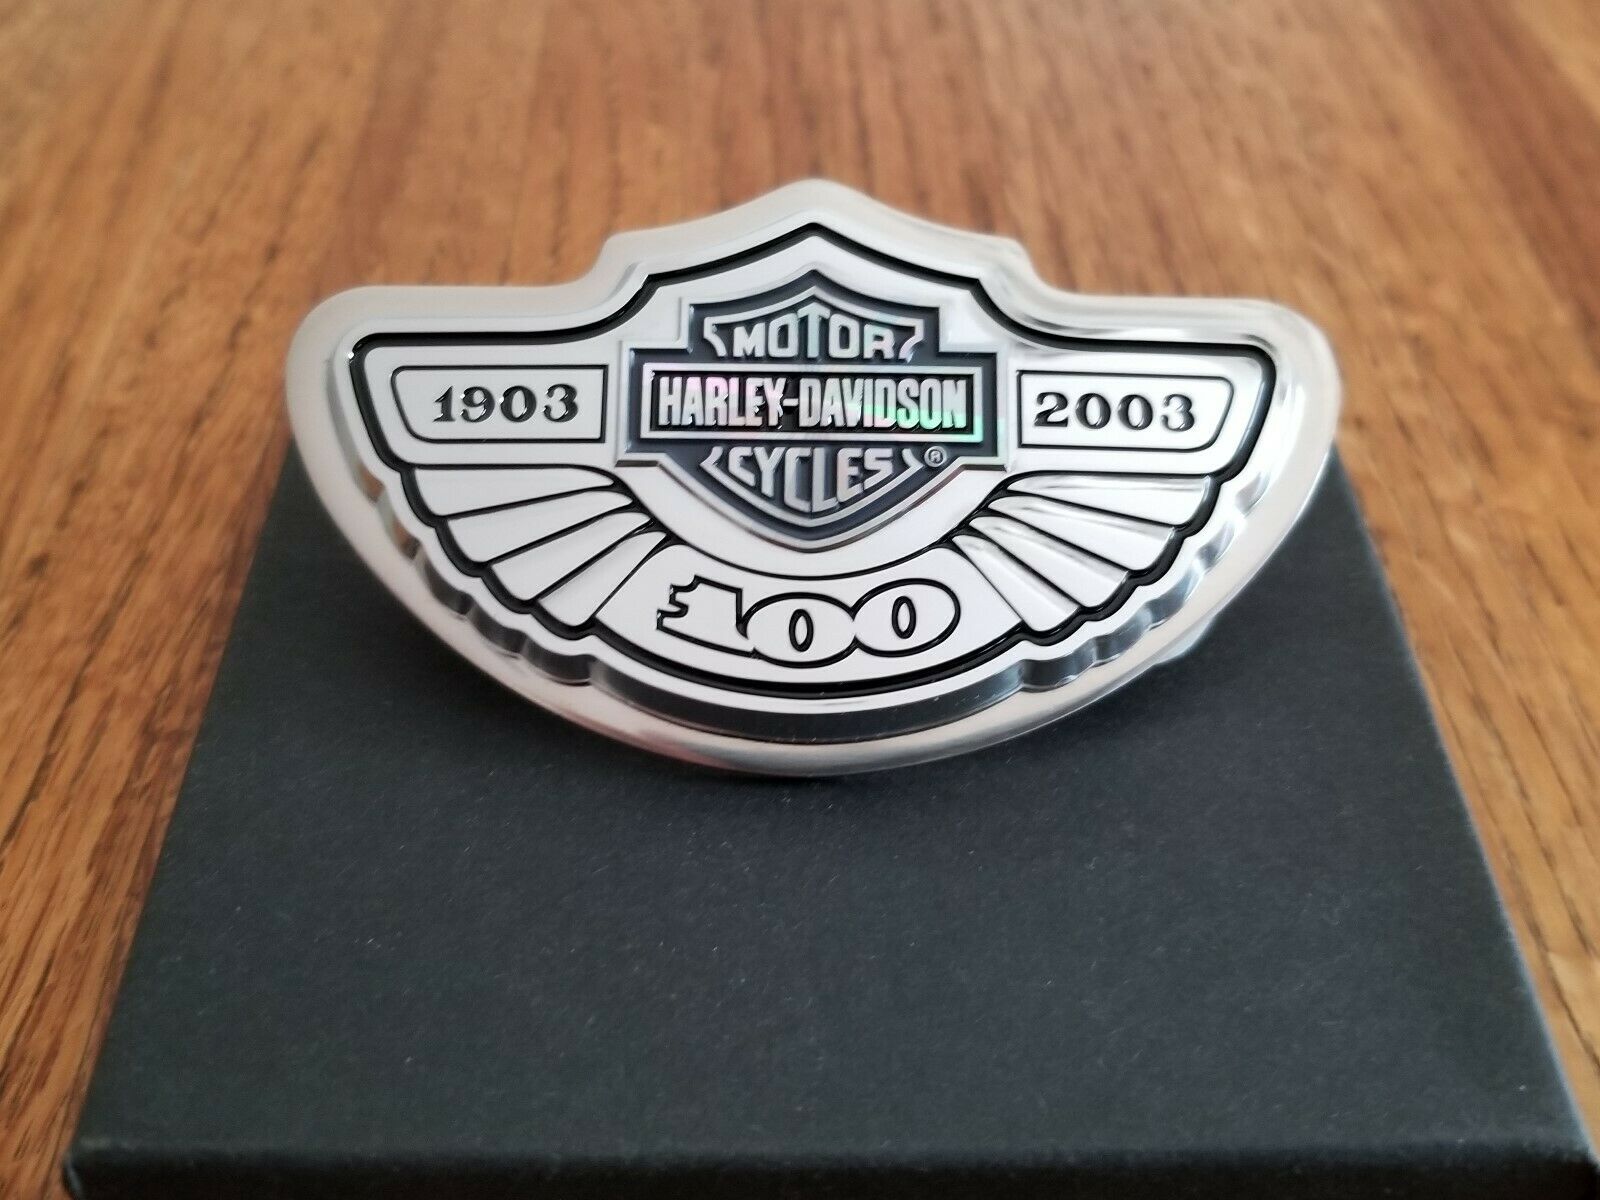 MOTOR
1903 HARLEY-DAVIDSON 2003
CYCLES ®
100